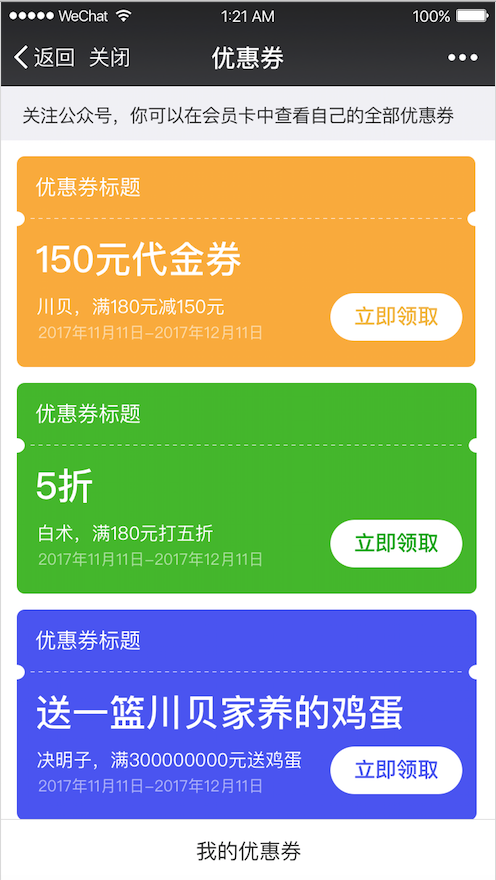 WeChat 1:21 AM 100%
返回 关闭 优惠券
关注公众号，你可以在会员卡中查看自己的全部优惠券
优惠券标题
150元代金券
川贝，满180元减150元
立即领取
2017年11月11日-2017年12月11日
优惠券标题
5折
白术，满180元打五折
立即领取
2017年11月11日-2017年12月11日
优惠券标题
送一篮川贝家养的鸡蛋
决明子，满300000000元送鸡蛋
立即领取
2017年11月11日-2017年12月11日
我的优惠券